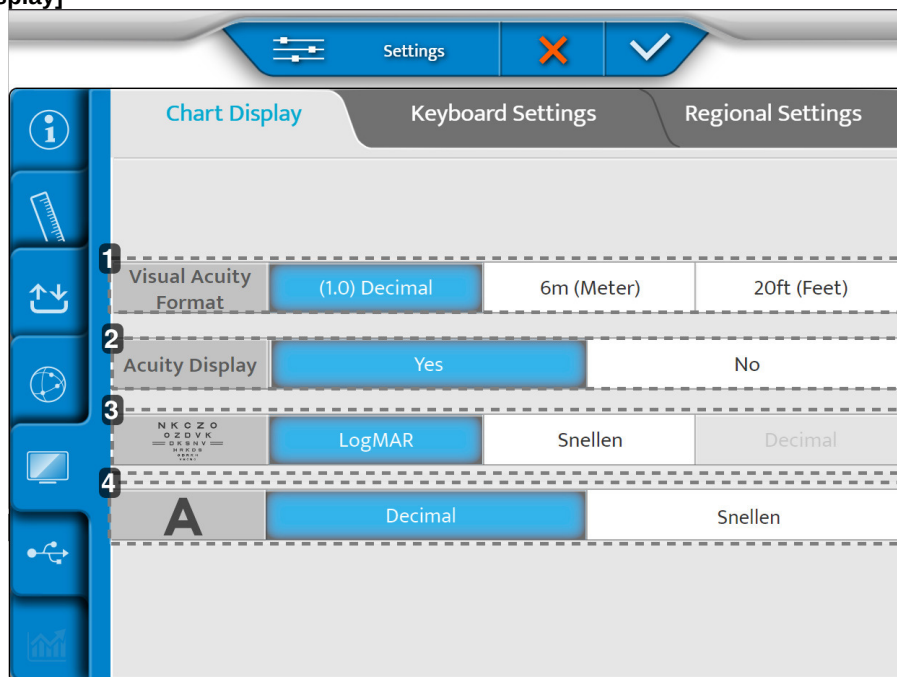 splay]
Settings
Chart Display Keyboard Settings Regional Settings
1
Visual Acuity Format (1.0) Decimal 6m (Meter) 20ft (Feet)
2
Acuity Display Yes No
3
N K C Z O
O Z D V K
D K S N V
H R K D S
LogMAR Snellen Decimal
4
A Decimal Snellen